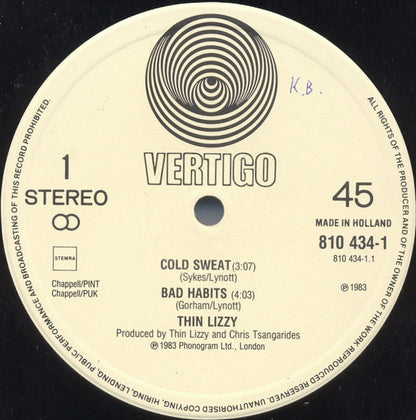 K.B.
VERTIGO
1
STEREO
45
MADE IN HOLLAND
810 434-1
810 434-1.1
STEMRA
Chappell/PINT
Chappell/PUK
℗ 1983
COLD SWEAT (3:07)
(Sykes/Lynott)
BAD HABITS (4:03)
(Gorham/Lynott)
THIN LIZZY
Produced by Thin Lizzy and Chris Tsangarides
℗ 1983 Phonogram Ltd., London
ALL RIGHTS OF THE PRODUCER AND OF THE OWNER OF THE WORK REPRODUCED RESERVED. UNAUTHORISED COPYING, HIRING, LENDING, PUBLIC PERFORMANCE AND BROADCASTING OF THIS RECORD PROHIBITED.